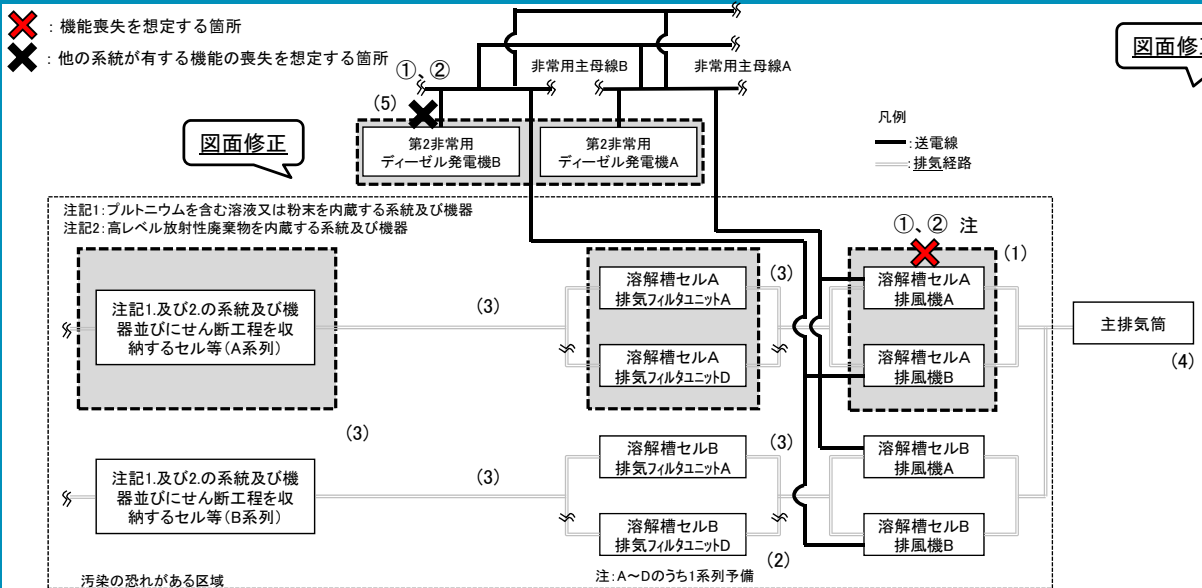 ：機能喪失を想定する箇所
：他の系統が有する機能の喪失を想定する箇所
①、②
非常用主母線B
非常用主母線A
図面修
(5)
凡例
図面修正
第2非常用
ディーゼル発電機B
第2非常用
ディーゼル発電機A
:送電線
:排気経路
注記1:プルトニウムを含む溶液又は粉末を内蔵する系統及び機器
注記2:高レベル放射性廃棄物を内蔵する系統及び機器
①、② 注
(1)
注記1.及び2.の系統及び機
器並びにせん断工程を収
納するセル等(A系列)
(3)
溶解槽セルA
排気フィルタユニットA
(3)
溶解槽セルA
排風機A
溶解槽セルA
排気フィルタユニットD
溶解槽セルA
排風機B
主排気筒
(4)
(3)
注記1.及び2.の系統及び機
器並びにせん断工程を収
納するセル等(B系列)
(3)
溶解槽セルB
排気フィルタユニットA
(3)
溶解槽セルB
排風機A
溶解槽セルB
排気フィルタユニットD
(2)
溶解槽セルB
排風機B
汚染の恐れがある区域
注:A～Dのうち1系列予備